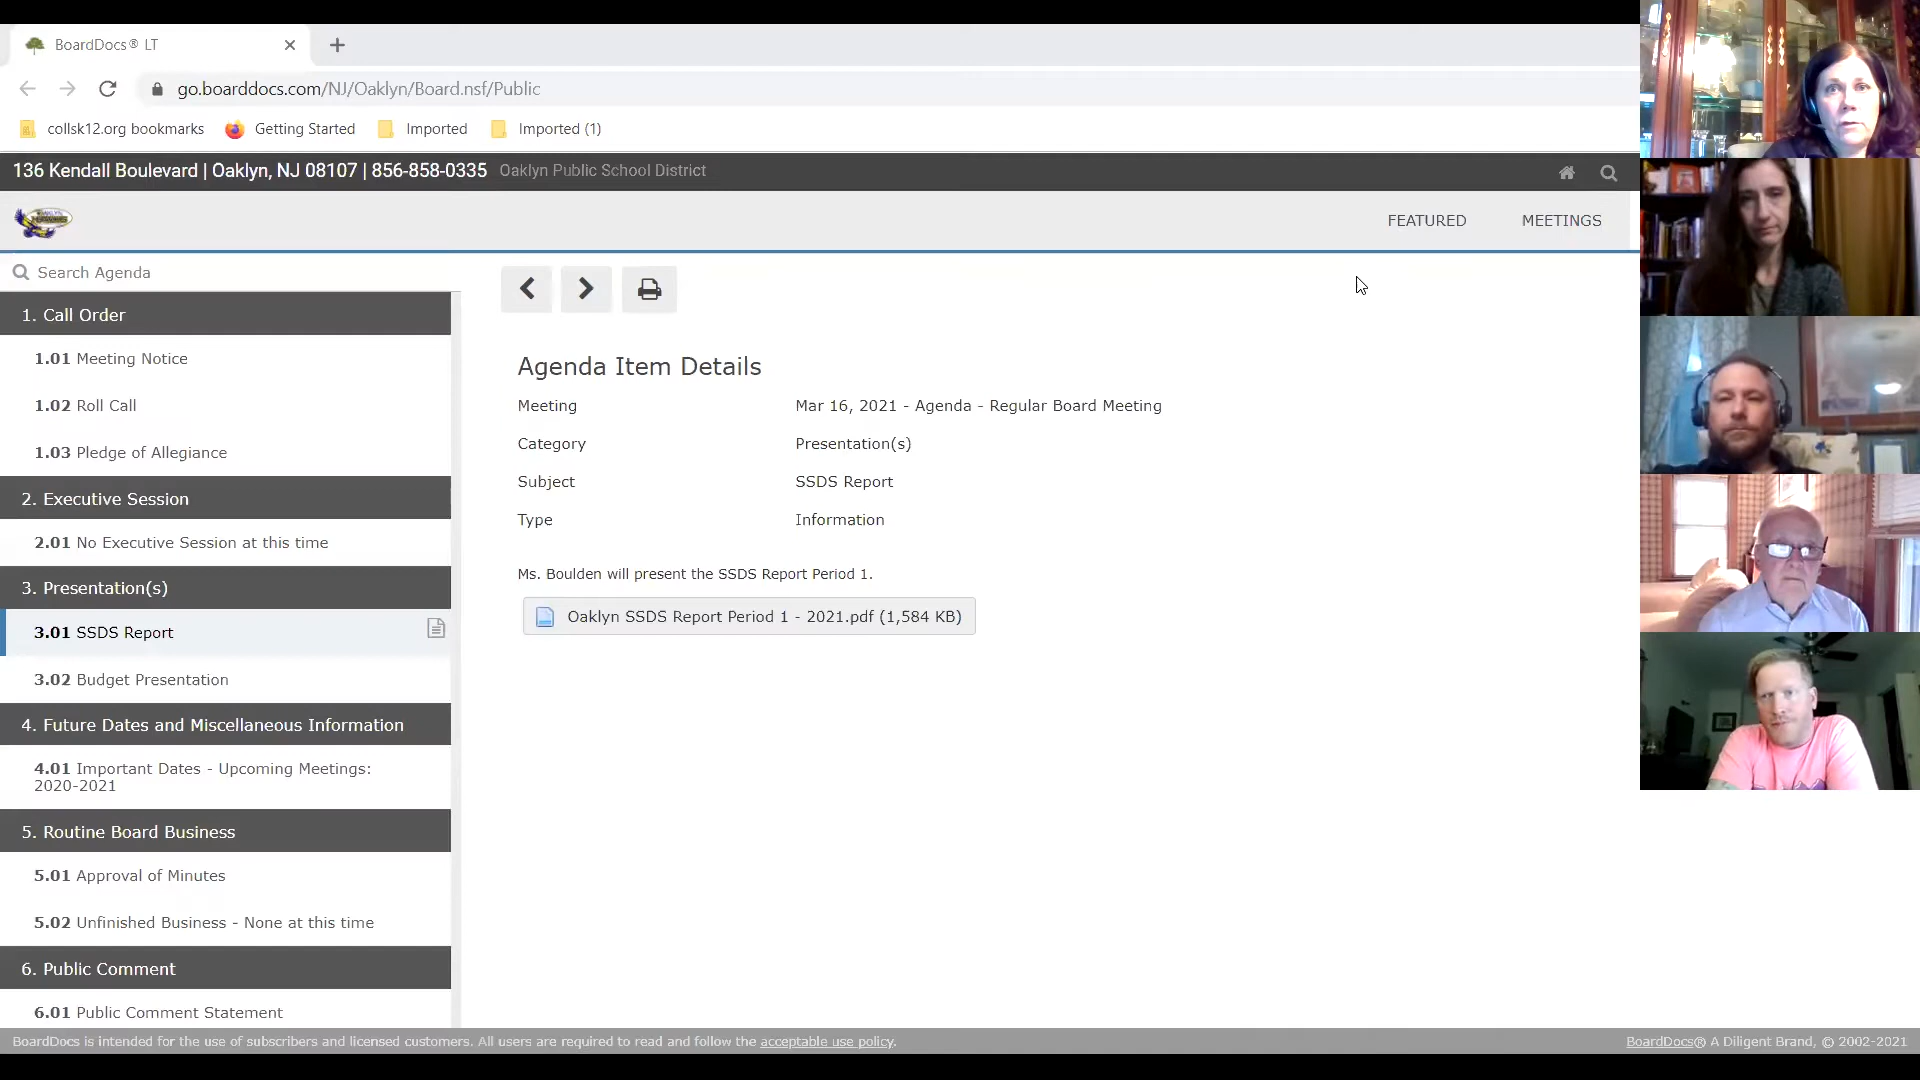 BoardDocs® LT
go.boarddocs.com/NJ/Oaklyn/Board.nsf/Public
collsk12.org bookmarks Getting Started Imported Imported (1)
136 Kendall Boulevard | Oaklyn, NJ 08107 | 856-858-0335 Oaklyn Public School District
FEATURED MEETINGS
Search Agenda
1. Call Order
1.01 Meeting Notice
1.02 Roll Call
1.03 Pledge of Allegiance
2. Executive Session
2.01 No Executive Session at this time
3. Presentation(s)
3.01 SSDS Report
3.02 Budget Presentation
4. Future Dates and Miscellaneous Information
4.01 Important Dates - Upcoming Meetings:
2020-2021
5. Routine Board Business
5.01 Approval of Minutes
5.02 Unfinished Business - None at this time
6. Public Comment
6.01 Public Comment Statement
Agenda Item Details
Meeting Mar 16, 2021 - Agenda - Regular Board Meeting
Category Presentation(s)
Subject SSDS Report
Type Information
Ms. Boulden will present the SSDS Report Period 1.
Oaklyn SSDS Report Period 1 - 2021.pdf (1,584 KB)
BoardDocs is intended for the use of subscribers and licensed customers. All users are required to read and follow the acceptable use policy.
BoardDocs® A Diligent Brand, © 2002-2021